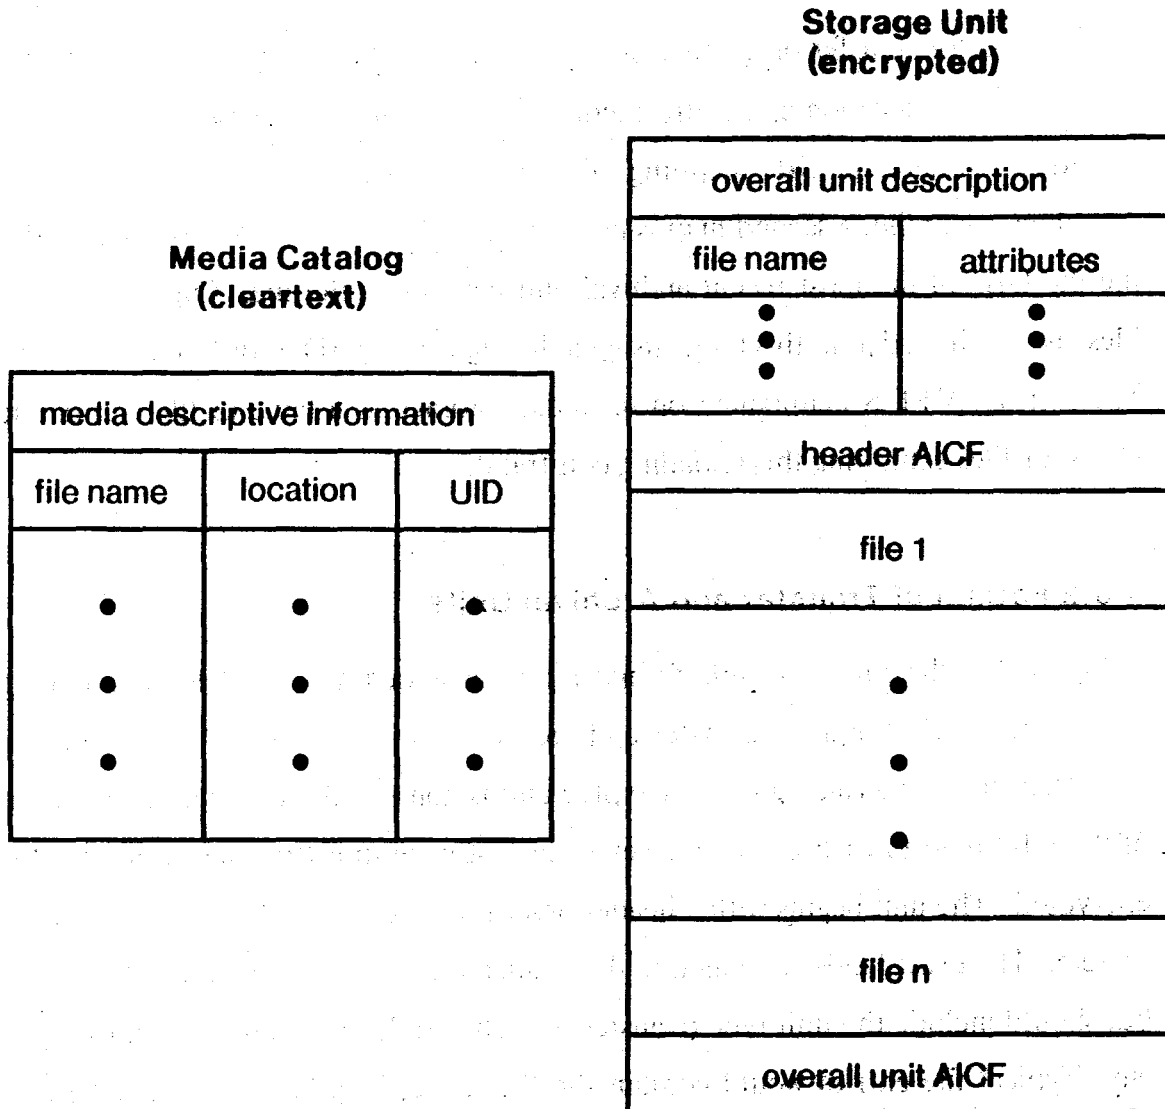 Storage Unit
(encrypted)
overall unit description
file name attributes
header AICF
file 1
file n
overall unit AICF
Media Catalog
(cleartext)
media descriptive information
file name location UID